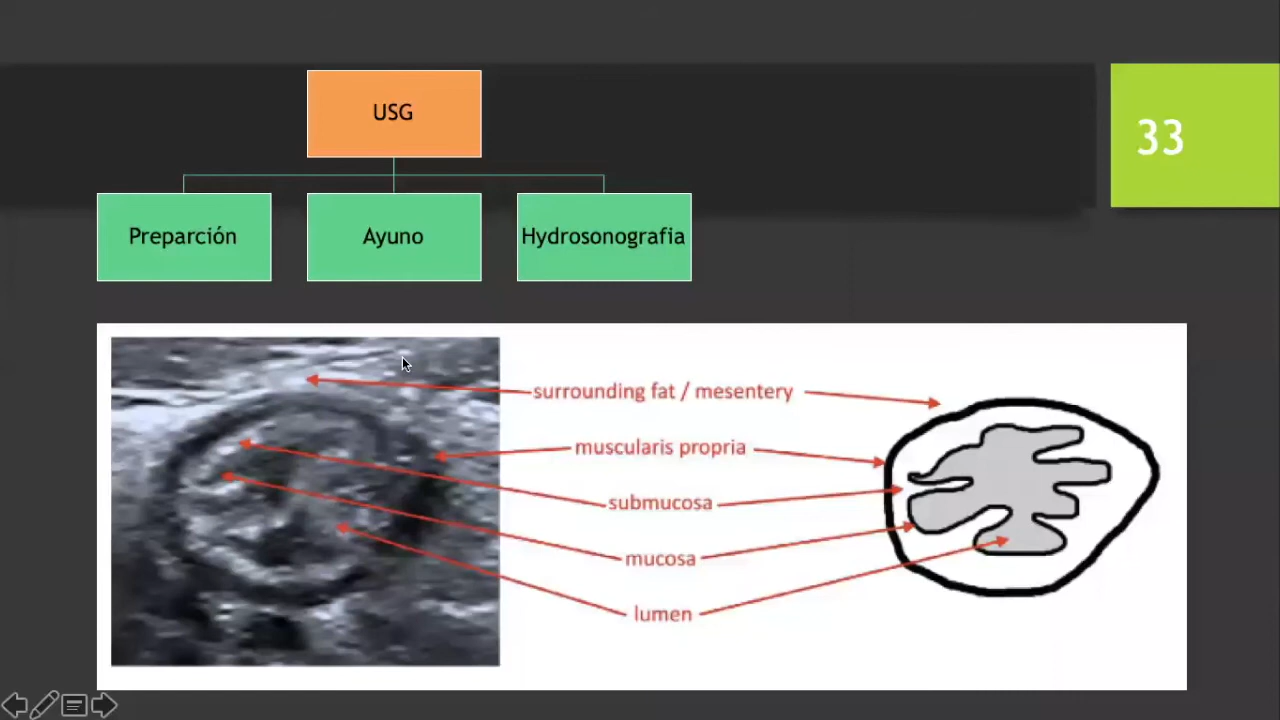 USG
33
Preparción
Ayuno
Hydrosonografia
surrounding fat / mesentery
muscularis propria
submucosa
mucosa
lumen